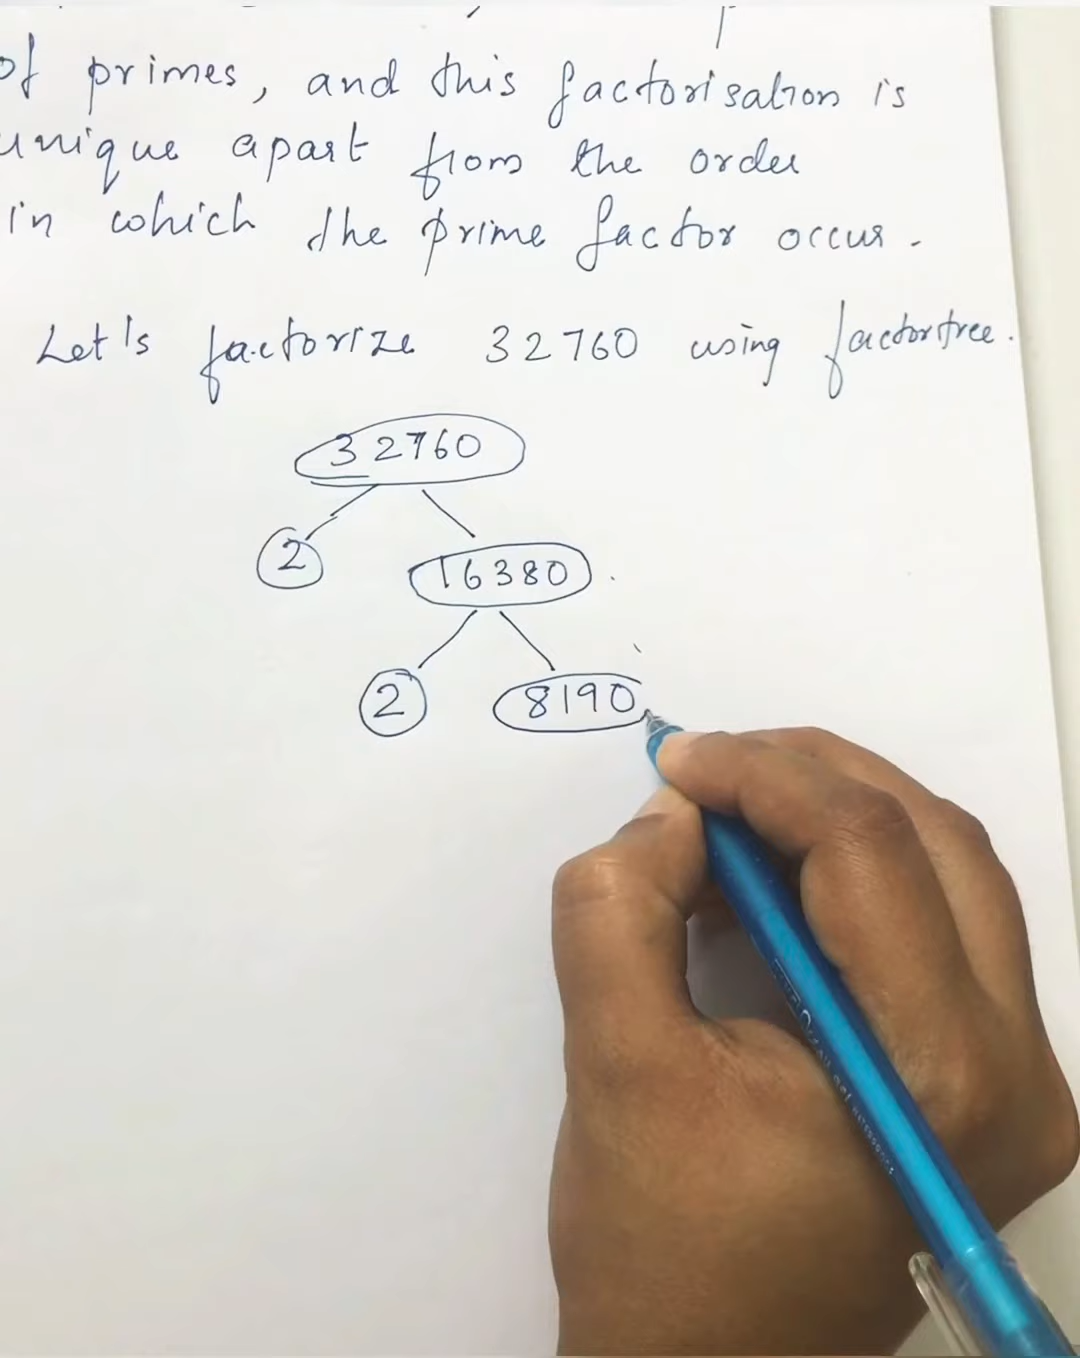 of primes, and this factorisation is
unique apart from the order
in which the prime factor occur.
Let's factorize 32760 using factor tree.
32760
2 16380
2 8190